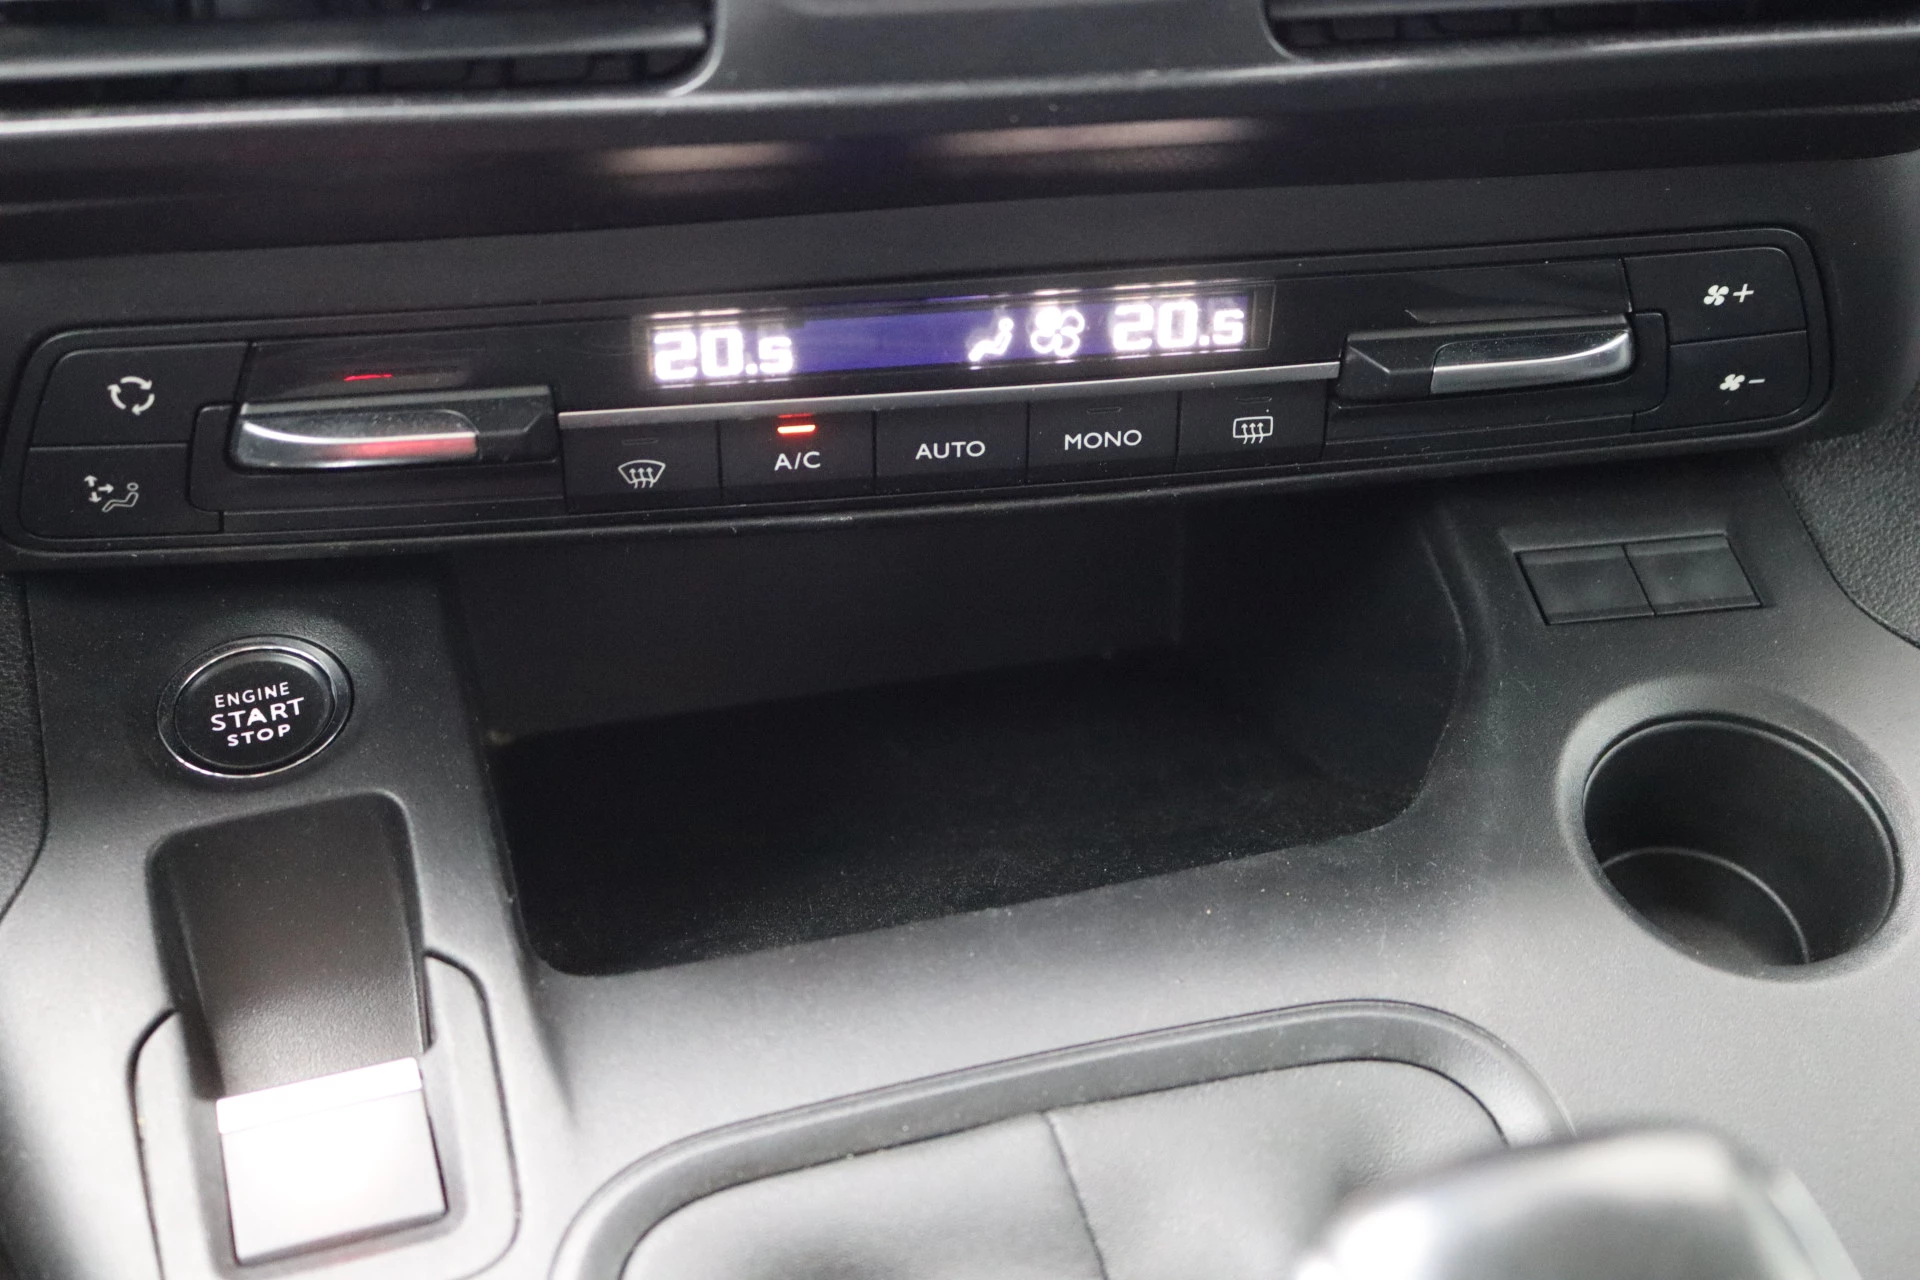 20.5
20.5
A/C
AUTO
MONO
ENGINE
START
STOP